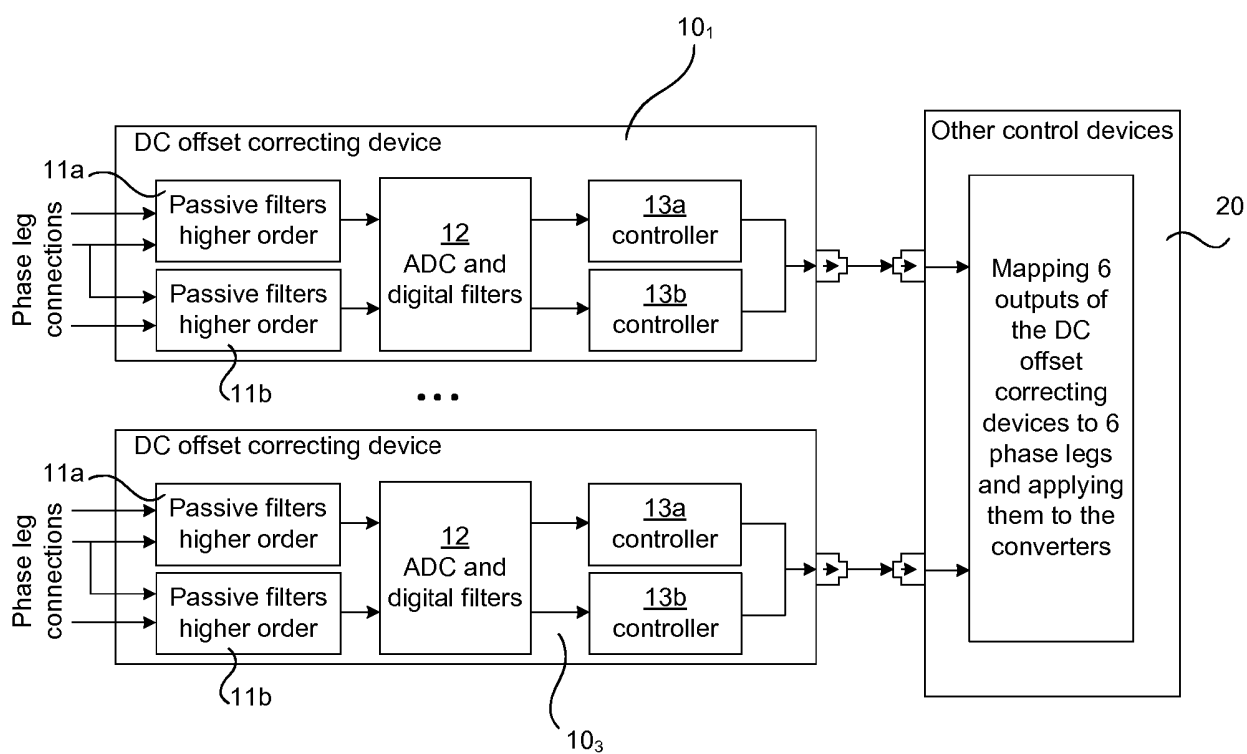 10₁
DC offset correcting device
11a
Phase leg
connections
Passive filters
higher order
Passive filters
higher order
11b
12
ADC and
digital filters
13a
controller
13b
controller
...
DC offset correcting device
11a
Phase leg
connections
Passive filters
higher order
Passive filters
higher order
11b
12
ADC and
digital filters
13a
controller
13b
controller
10₃
Other control devices
20
Mapping 6
outputs of
the DC
offset
correcting
devices to 6
phase legs
and applying
them to the
converters